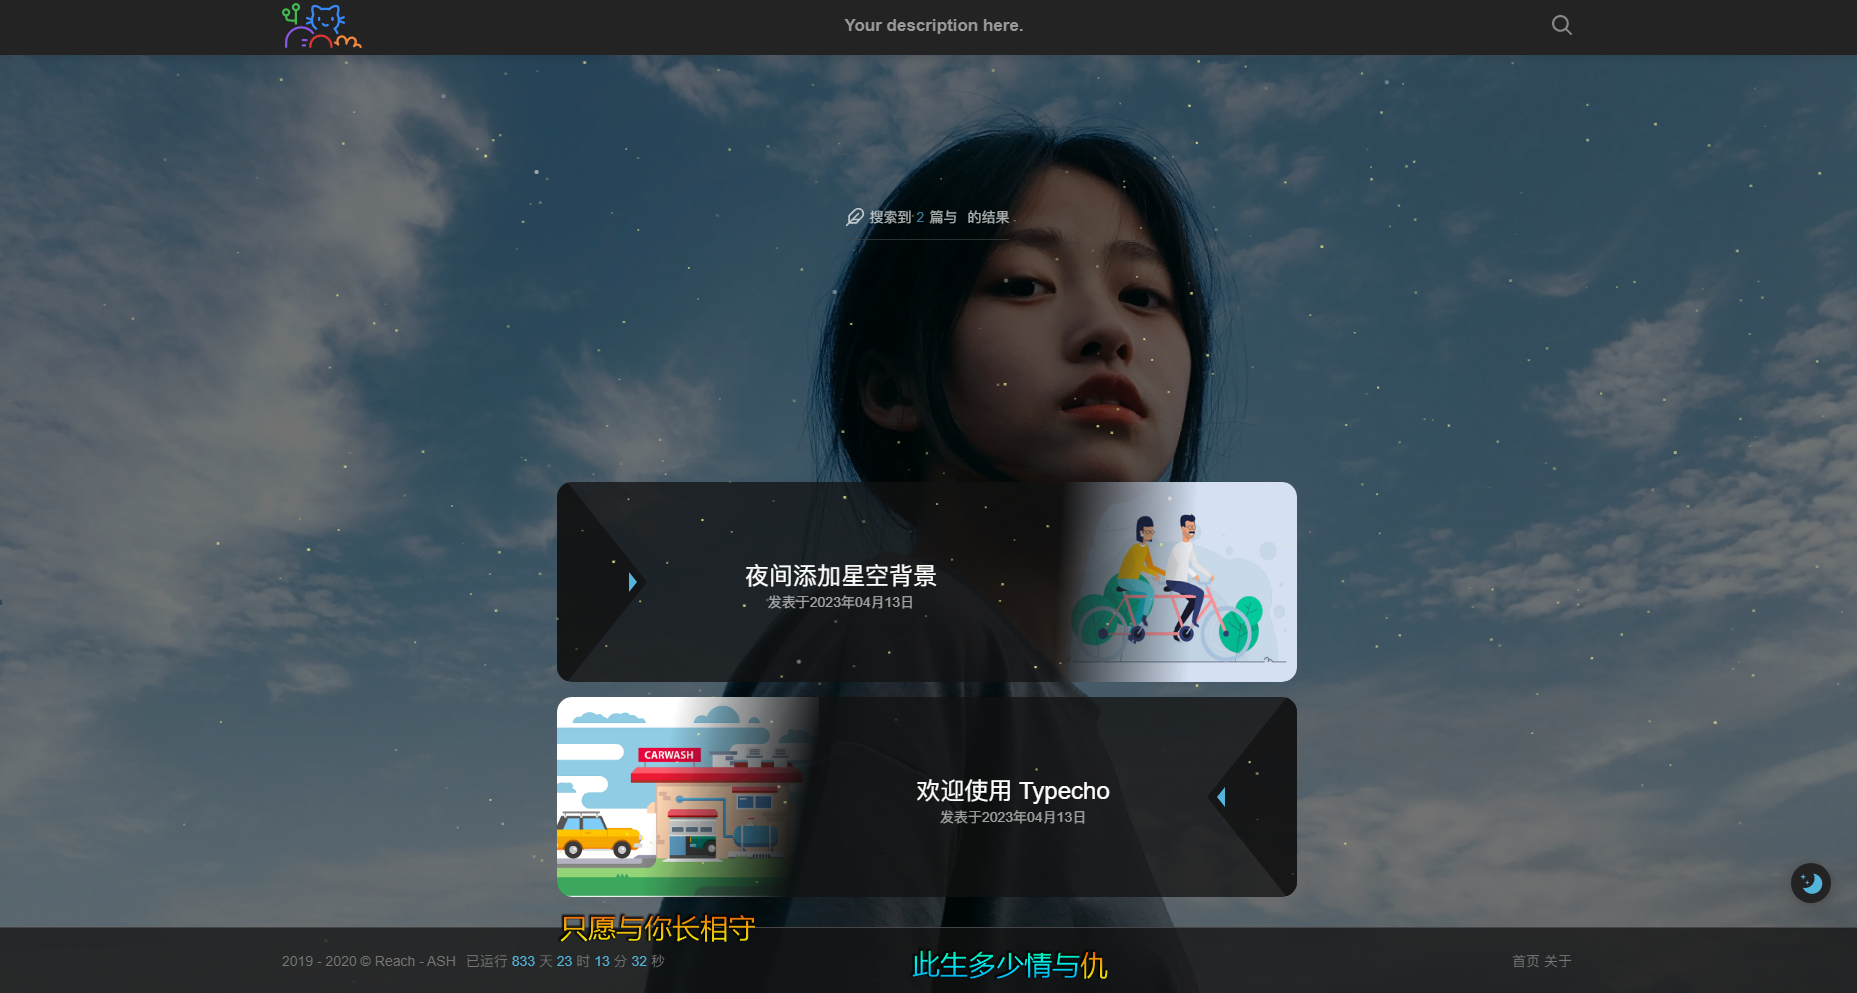 Your description here.
搜索到 2 篇与 的结果
夜间添加星空背景
发表于2023年04月13日
CARWASH
欢迎使用 Typecho
发表于2023年04月13日
只愿与你长相守
此生多少情与仇
2019 - 2020 © Reach - ASH 已运行 833 天 23 时 13 分 32 秒
首页 关于